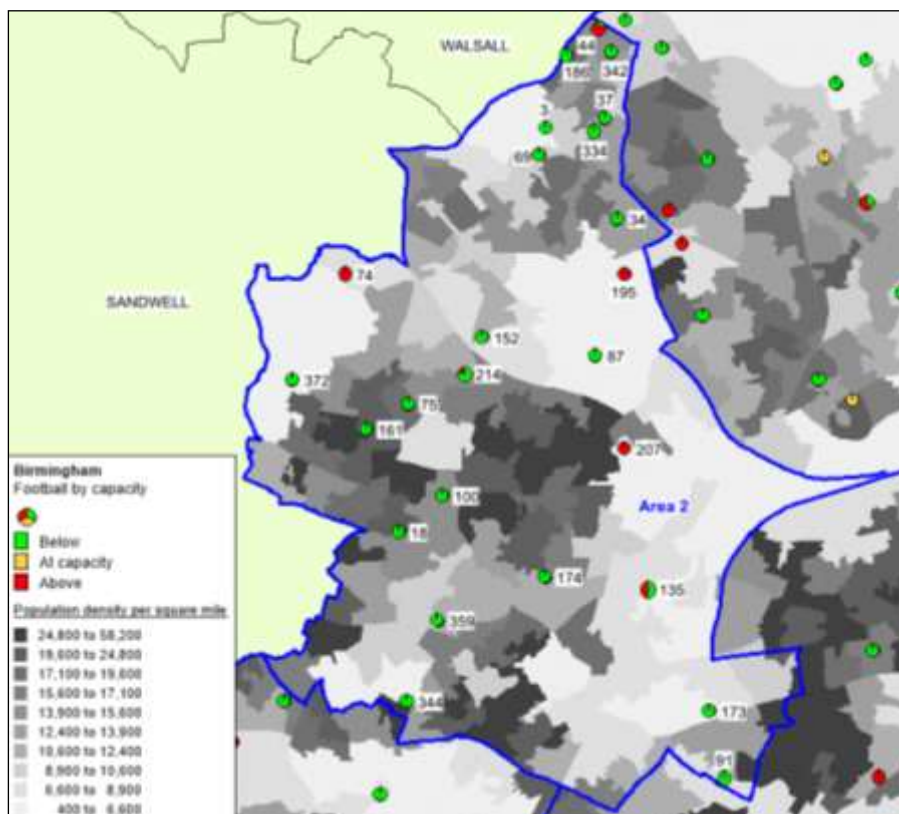 WALSALL
44
186
342
3
37
334
69
34
74
195
SANDWELL
152
87
214
372
75
161
207
100
Area 2
18
174
135
359
344
173
91
Birmingham
Football by capacity
Below
At capacity
Above
Population density per square mile
24,800 to 58,200
19,600 to 24,800
17,100 to 19,600
15,600 to 17,100
13,900 to 15,600
12,400 to 13,900
10,600 to 12,400
8,900 to 10,600
6,600 to 8,900
400 to 6,600